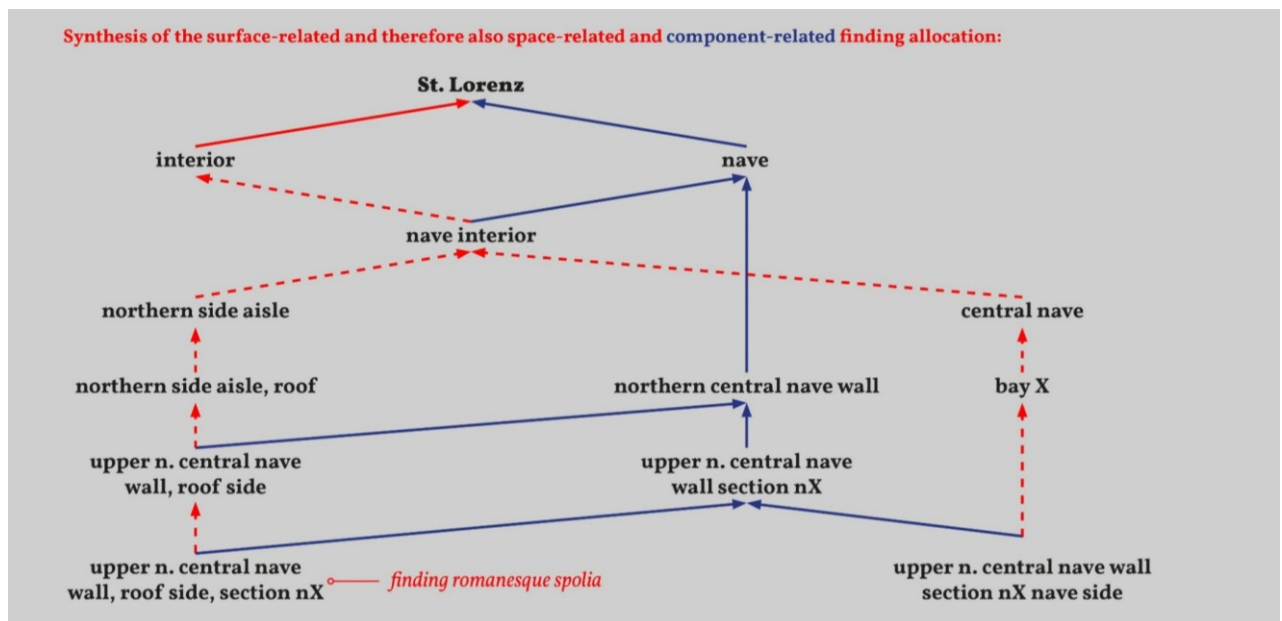 Synthesis of the surface-related and therefore also space-related and component-related finding allocation:
St. Lorenz
interior
nave
nave interior
northern side aisle
central nave
northern side aisle, roof
northern central nave wall
bay X
upper n. central nave
wall, roof side
upper n. central nave
wall section nX
upper n. central nave
wall, roof side, section nX
finding romanesque spolia
upper n. central nave wall
section nX nave side